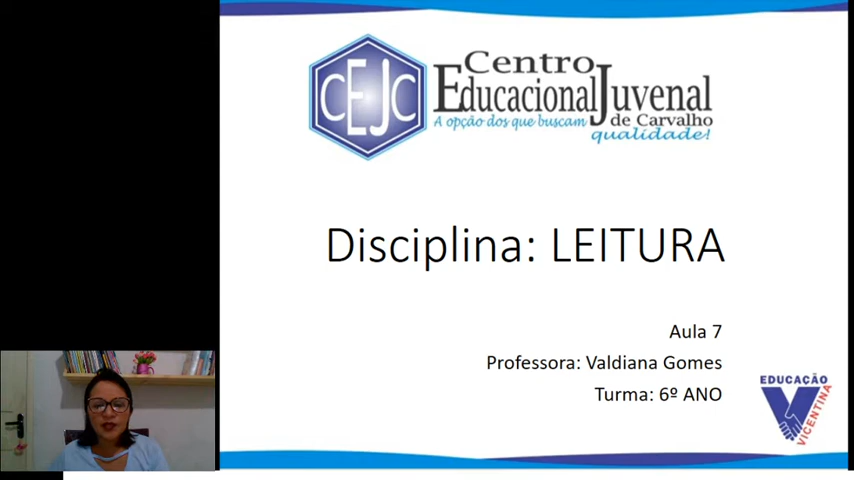 CEJC
Centro
Educacional Juvenal
A opção dos que buscam de Carvalho
qualidade!
Disciplina: LEITURA
Aula 7
Professora: Valdiana Gomes
Turma: 6º ANO
EDUCAÇÃO
VICENTINA